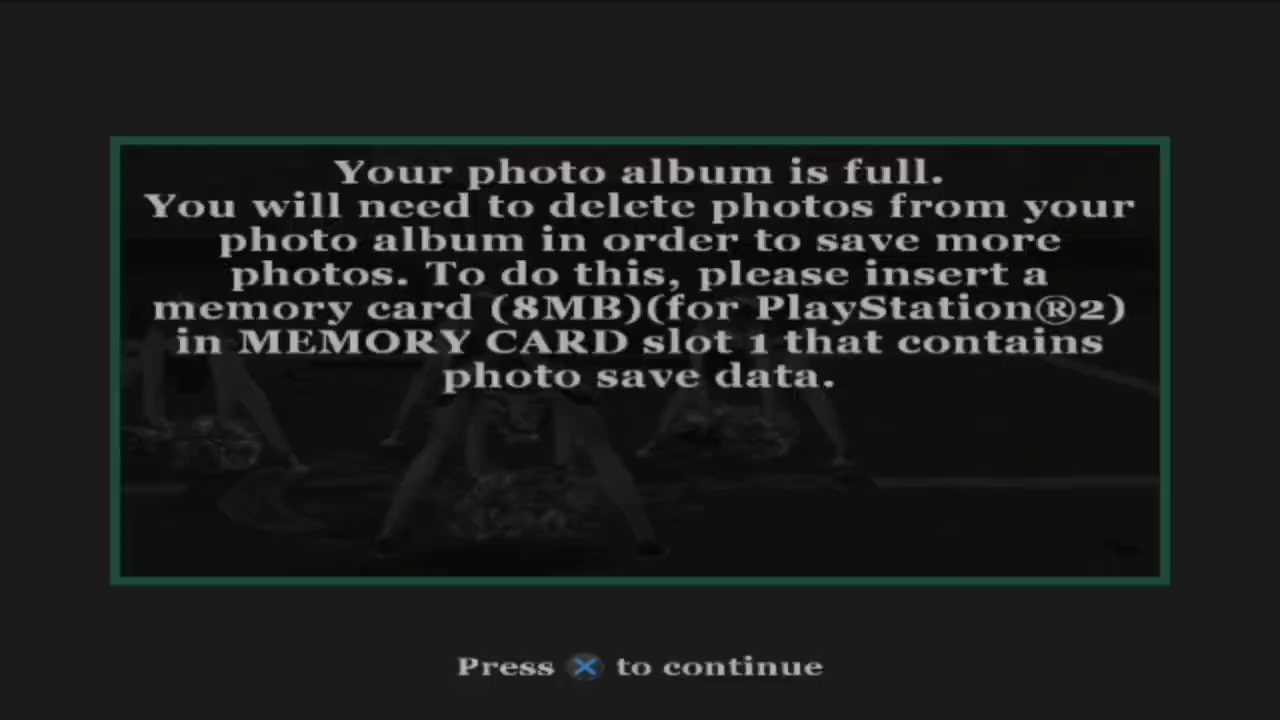 Your photo album is full.
You will need to delete photos from your
photo album in order to save more
photos. To do this, please insert a
memory card (8MB)(for PlayStation®2)
in MEMORY CARD slot 1 that contains
photo save data.
Press to continue